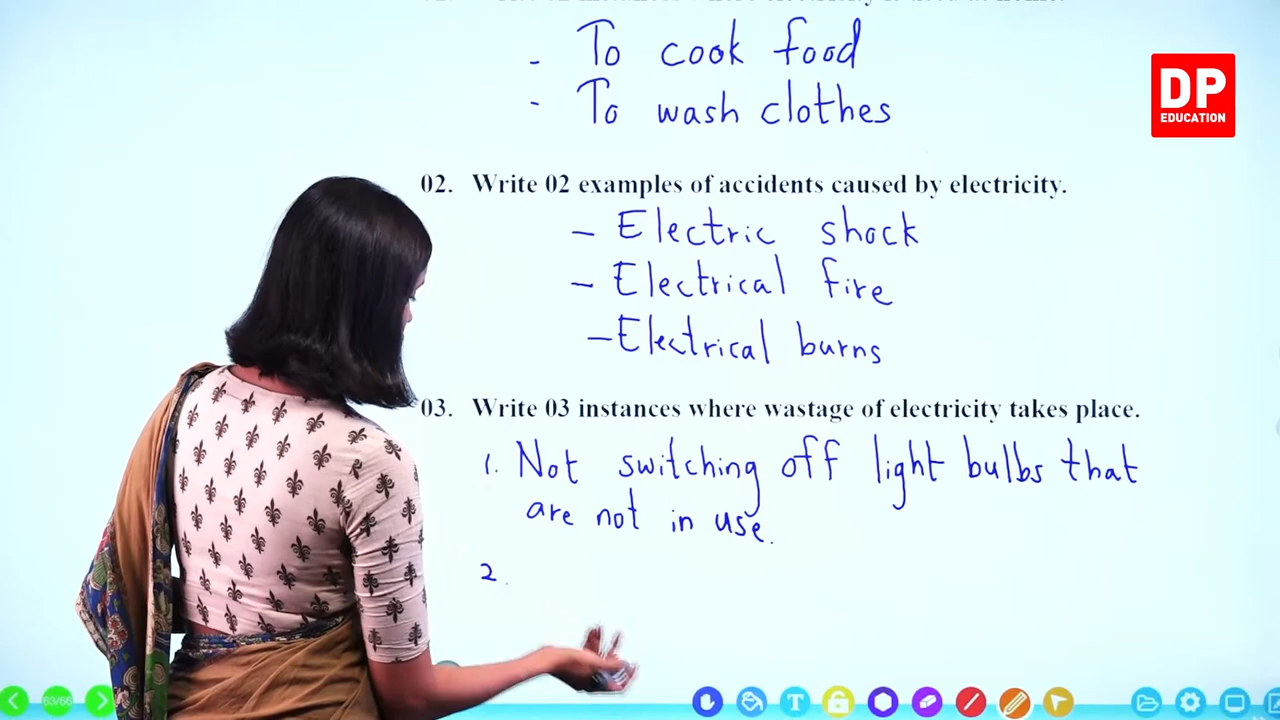 - To cook food
- To wash clothes
DP
EDUCATION
02. Write 02 examples of accidents caused by electricity.
- Electric shock
- Electrical fire
- Electrical burns
03. Write 03 instances where wastage of electricity takes place.
1. Not switching off light bulbs that
are not in use.
2.
63/66
T